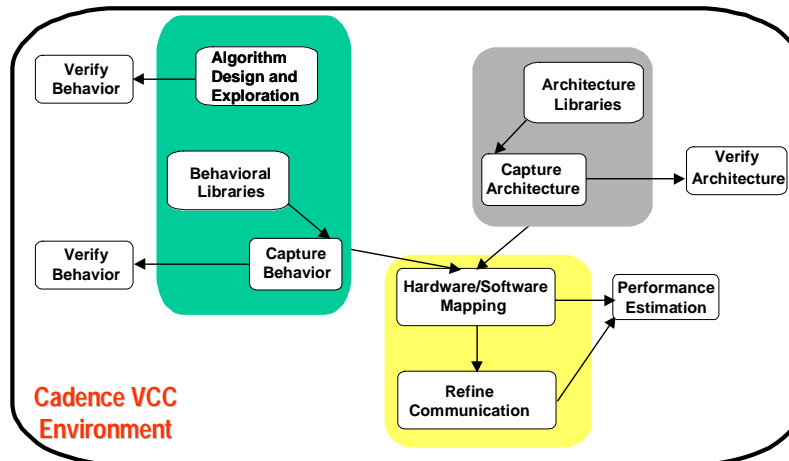 Algorithm
Design and
Exploration
Verify
Behavior
Architecture
Libraries
Behavioral
Libraries
Capture
Architecture
Verify
Architecture
Verify
Behavior
Capture
Behavior
Hardware/Software
Mapping
Performance
Estimation
Refine
Communication
Cadence VCC
Environment